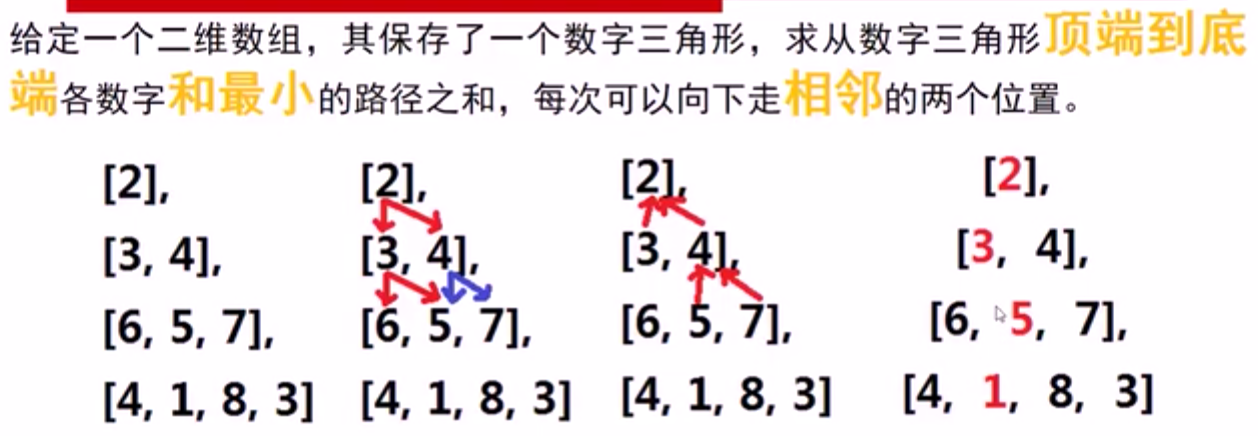 给定一个二维数组，其保存了一个数字三角形，求从数字三角形顶端到底
端各数字和最小的路径之和，每次可以向下走相邻的两个位置。
[2], [2], [2], [2],
[3, 4], [3, 4], [3, 4], [3, 4],
[6, 5, 7], [6, 5, 7], [6, 5, 7], [6, 5, 7],
[4, 1, 8, 3] [4, 1, 8, 3] [4, 1, 8, 3] [4, 1, 8, 3]